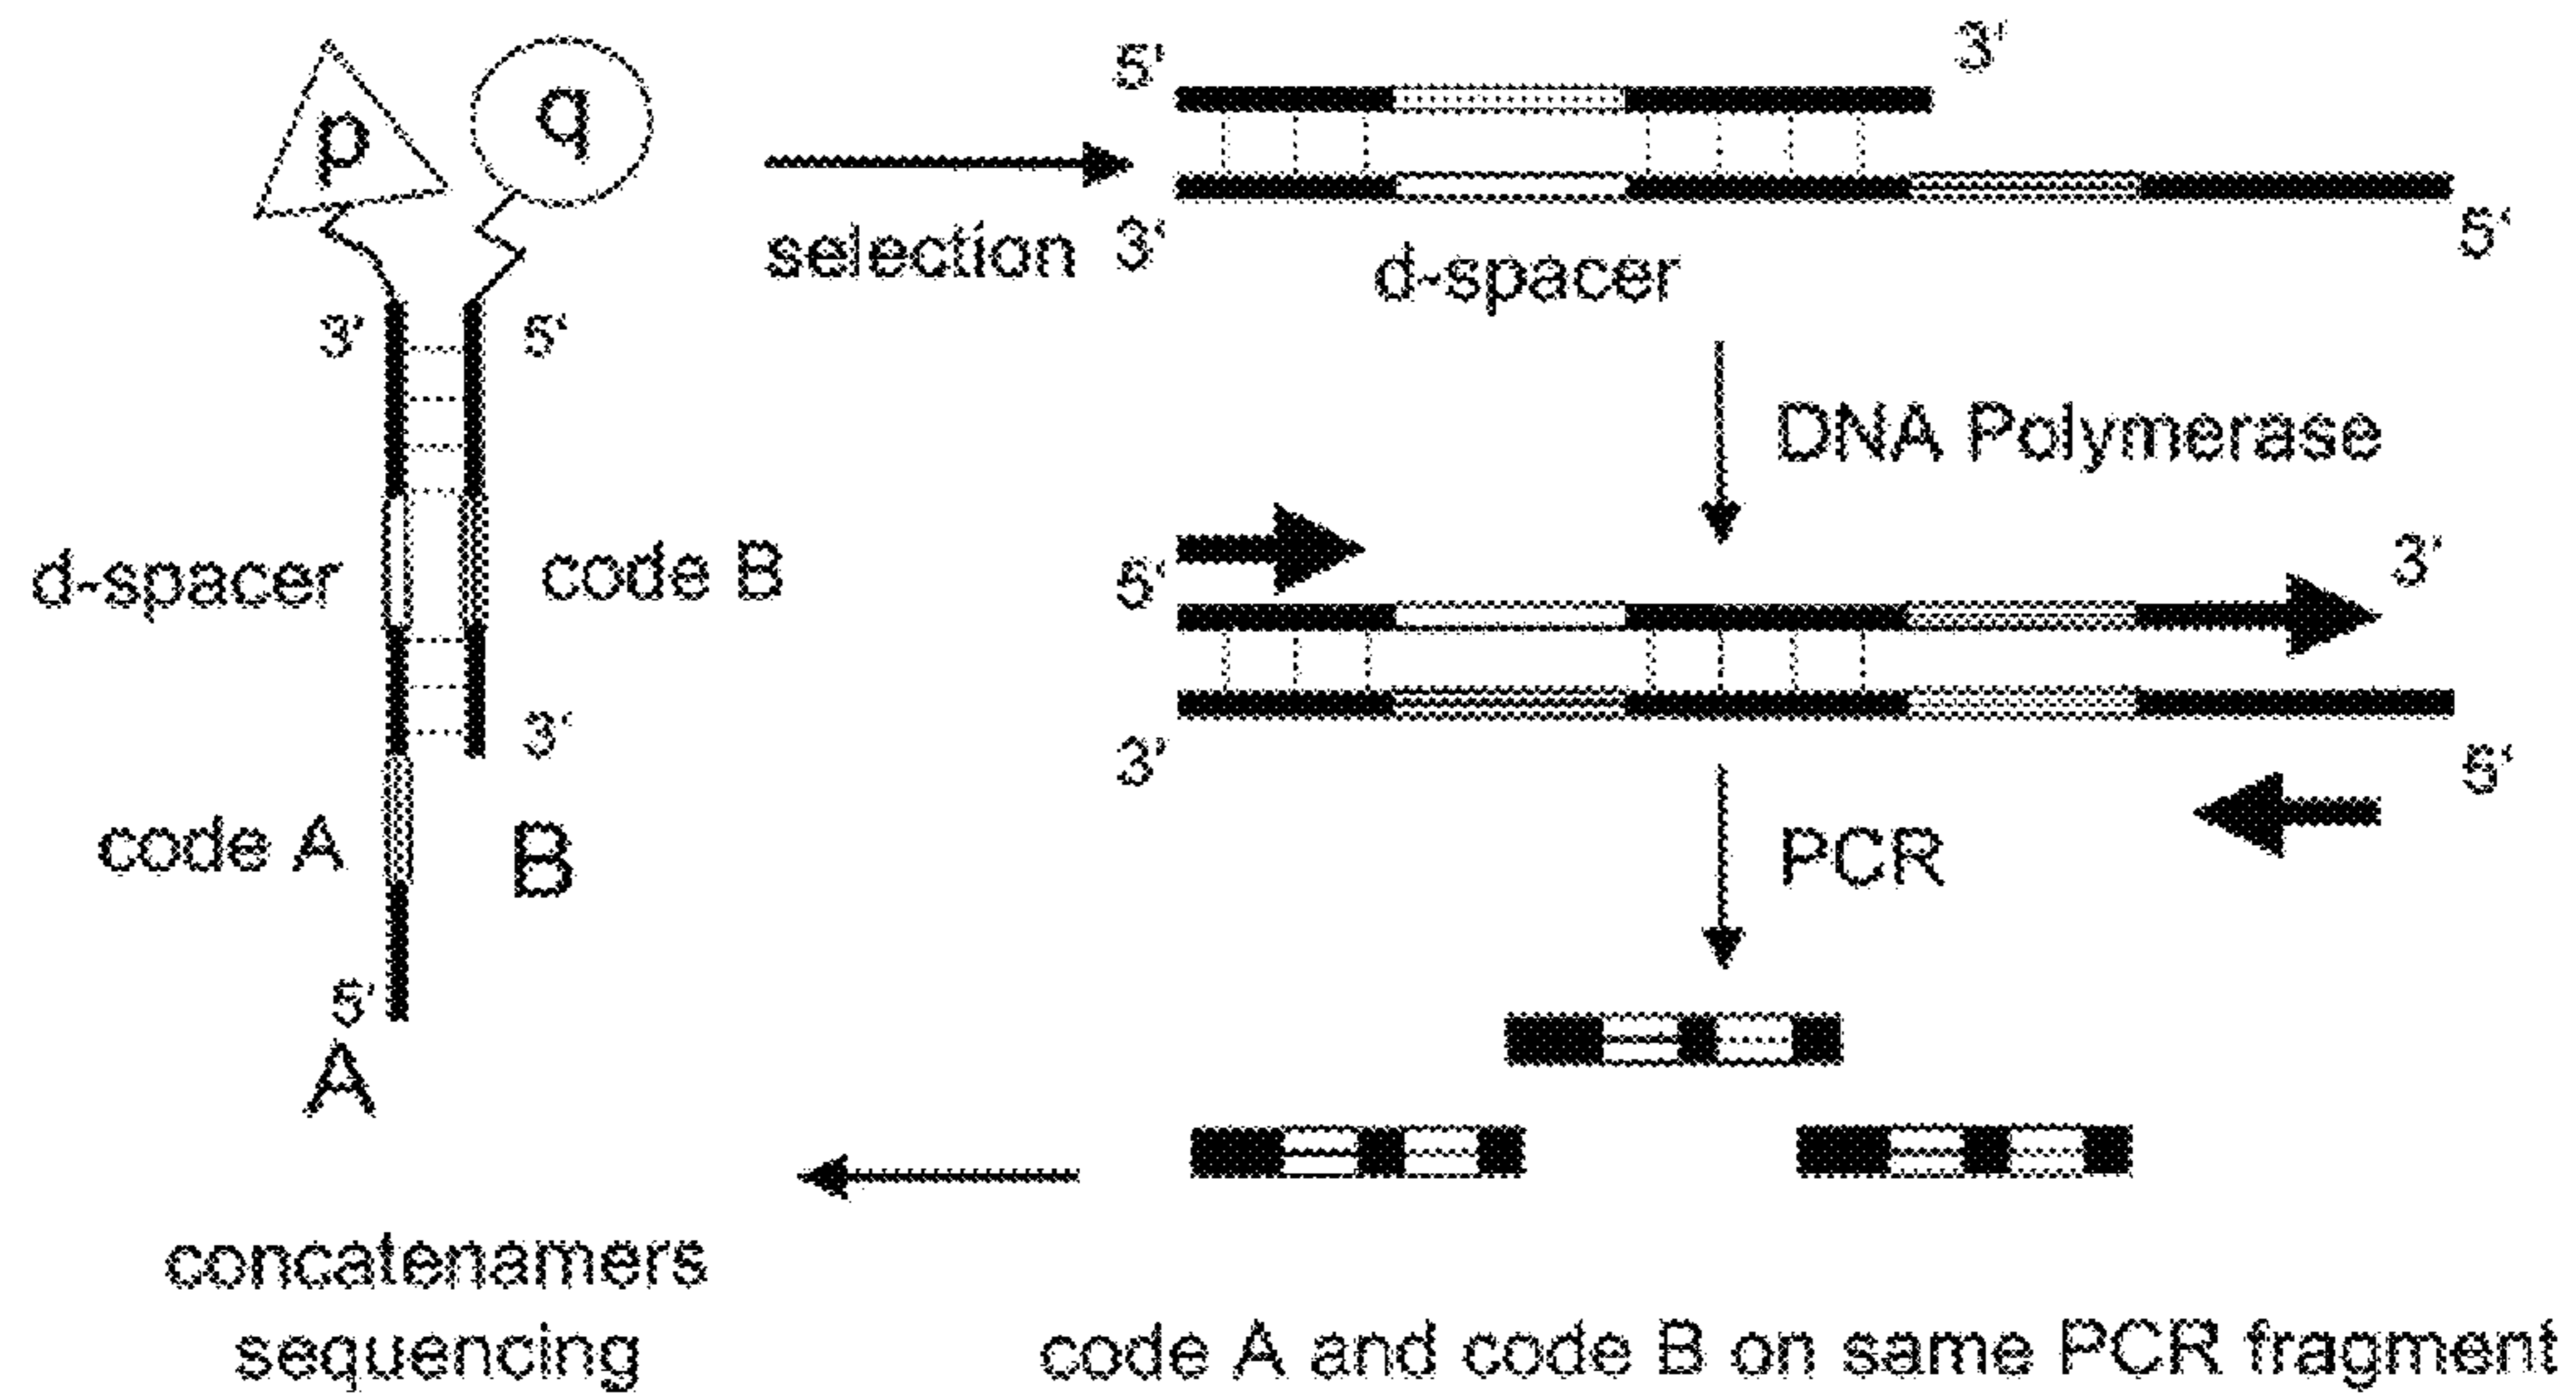 p
q
5'
3'
selection
3'
5'
d-spacer
3'
5'
DNA Polymerase
d-spacer
code B
5'
3'
3'
code A
B
3'
5'
PCR
5'
A
concatenamers
sequencing
code A and code B on same PCR fragment